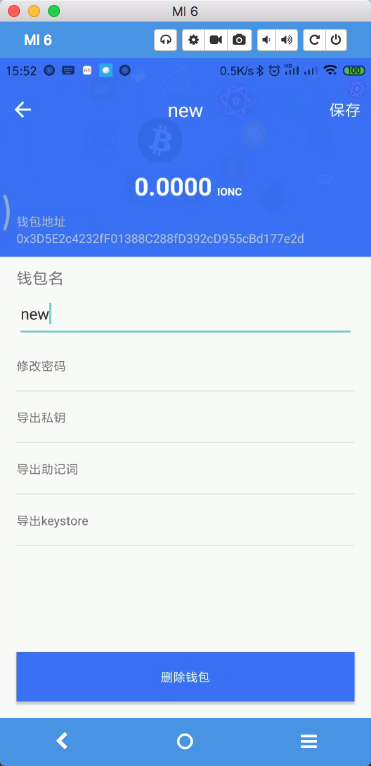 MI 6
MI 6
15:52
0.5K/s
HD
100
new
保存
0.0000 IONC
钱包地址
0x3D5E2c4232fF01388C288fD392cD955cBd177e2d
钱包名
new
修改密码
导出私钥
导出助记词
导出keystore
删除钱包